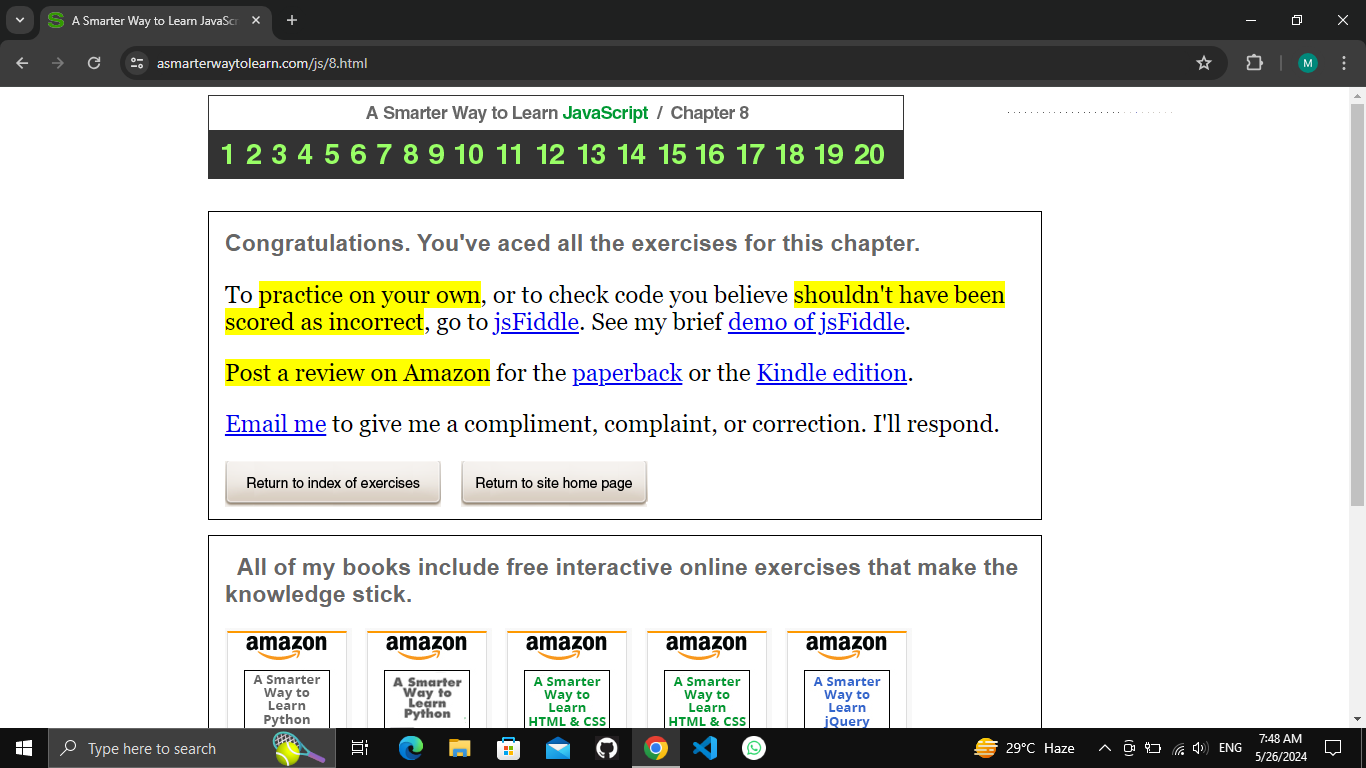 A Smarter Way to Learn JavaScr
asmarterwaytolearn.com/js/8.html
M
A Smarter Way to Learn JavaScript / Chapter 8
1 2 3 4 5 6 7 8 9 10 11 12 13 14 15 16 17 18 19 20
Congratulations. You've aced all the exercises for this chapter.
To practice on your own, or to check code you believe shouldn't have been
scored as incorrect, go to jsFiddle. See my brief demo of jsFiddle.
Post a review on Amazon for the paperback or the Kindle edition.
Email me to give me a compliment, complaint, or correction. I'll respond.
Return to index of exercises Return to site home page
All of my books include free interactive online exercises that make the
knowledge stick.
amazon amazon amazon amazon amazon
A Smarter A Smarter A Smarter A Smarter A Smarter
Way to Way to Way to Way to Way to
Learn Learn Learn Learn Learn
Python Python HTML & CSS HTML & CSS jQuery
Type here to search
29°C Haze
ENG
7:48 AM
5/26/2024